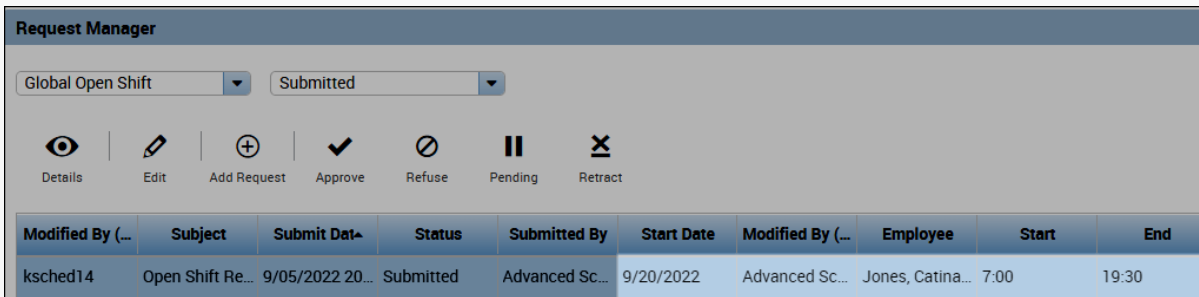 Request Manager
Global Open Shift Submitted
Details Edit Add Request Approve Refuse Pending Retract
Modified By (... Subject Submit Dat Status Submitted By Start Date Modified By (... Employee Start End
ksched14 Open Shift Re... 9/05/2022 20... Submitted Advanced Sc... 9/20/2022 Advanced Sc... Jones, Catina... 7:00 19:30